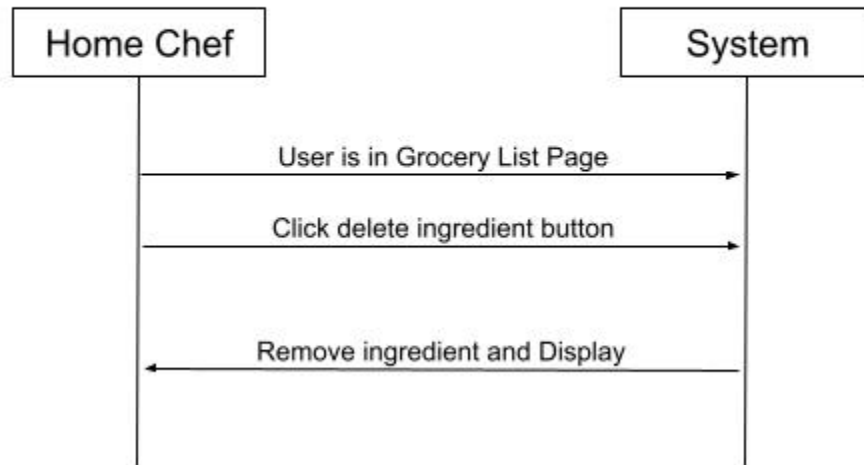 Home Chef
System
User is in Grocery List Page
Click delete ingredient button
Remove ingredient and Display